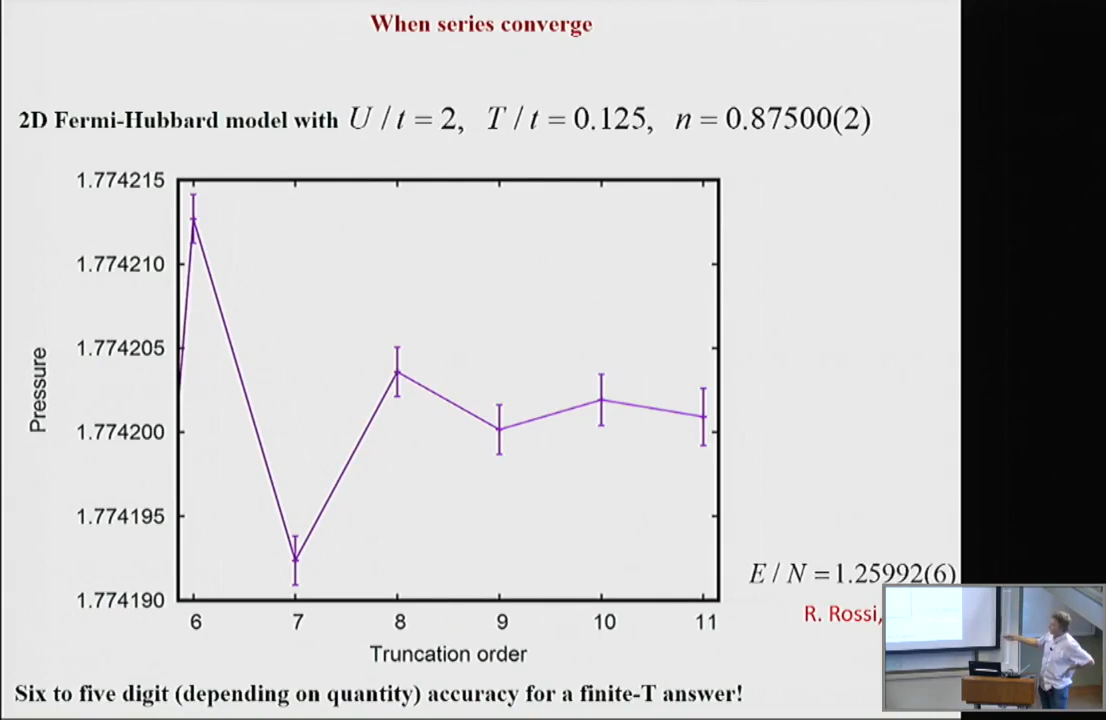 When series converge
2D Fermi-Hubbard model with U / t = 2, T / t = 0.125, n = 0.87500(2)
1.774215
1.774210
1.774205
1.774200
1.774195
1.774190
Pressure
6 7 8 9 10 11
Truncation order
E / N = 1.25992(6)
R. Rossi,
Six to five digit (depending on quantity) accuracy for a finite-T answer!